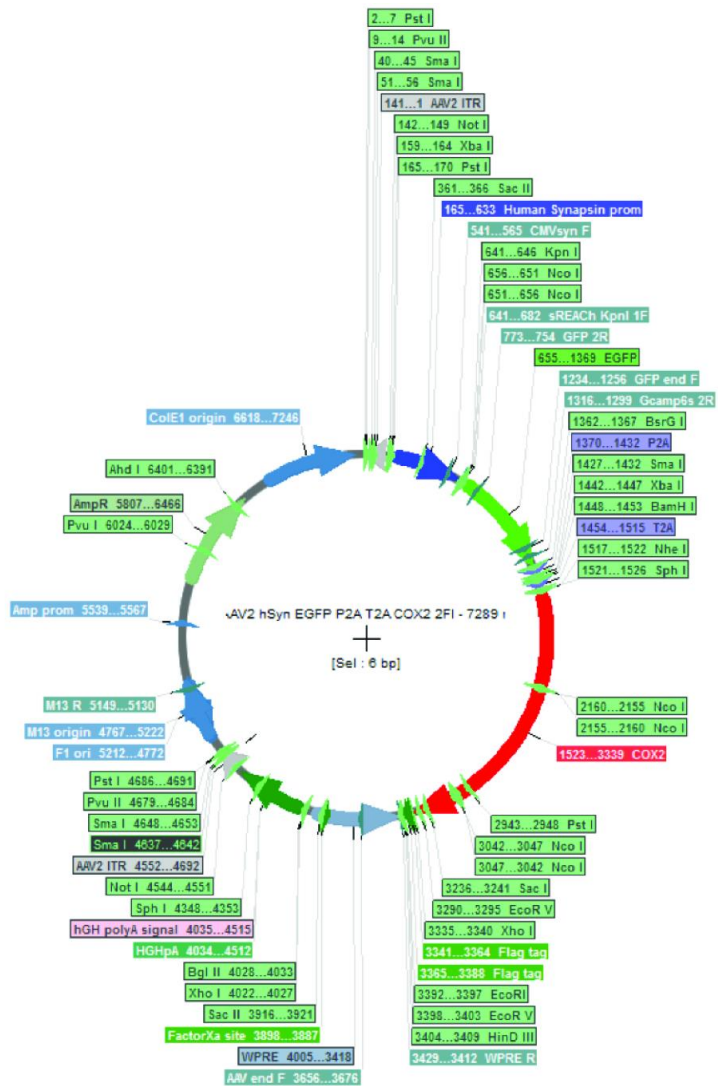 2...7 Pst I
9...14 Pvu II
40...45 Sma I
51...56 Sma I
141...1 AAV2 ITR
142...149 Not I
159...164 Xba I
165...170 Pst I
361...366 Sac II
165...633 Human Synapsin prom
541...565 CMVsyn F
641...646 Kpn I
656...651 Nco I
651...656 Nco I
641...682 sREACh KpnI 1F
773...754 GFP 2R
655...1369 EGFP
1234...1256 GFP end F
1316...1299 Gcamp6s 2R
1362...1367 BsrG I
1370...1432 P2A
1427...1432 Sma I
1442...1447 Xba I
1448...1453 BamH I
1454...1515 T2A
1517...1522 Nhe I
1521...1526 Sph I
2160...2155 Nco I
2155...2160 Nco I
1523...3339 COX2
2943...2948 Pst I
3042...3047 Nco I
3047...3042 Nco I
3236...3241 Sac I
3290...3295 EcoR V
3335...3340 Xho I
3341...3364 Flag tag
3365...3388 Flag tag
3392...3397 EcoRI
3398...3403 EcoR V
3404...3409 HinD III
3429...3412 WPRE R
ColE1 origin 6618...7246
Ahd I 6401...6391
AmpR 5807...6466
Pvu I 6024...6029
Amp prom 5539...5567
M13 R 5149...5130
M13 origin 4767...5222
F1 ori 5212...4772
Pst I 4686...4691
Pvu II 4679...4684
Sma I 4648...4653
Sma I 4637...4642
AAV2 ITR 4552...4692
Not I 4544...4551
Sph I 4348...4353
hGH polyA signal 4035...4515
HGHpA 4034...4512
Bgl II 4028...4033
Xho I 4022...4027
Sac II 3916...3921
FactorXa site 3898...3887
WPRE 4005...3418
AAV end F 3656...3676
AAV2 hSyn EGFP P2A T2A COX2 2Fl - 7289
[Sel : 6 bp]